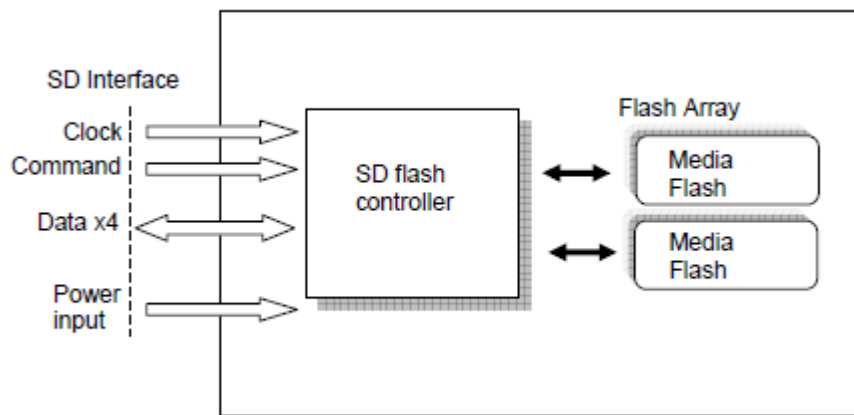 SD Interface
Clock
Command
Data x4
Power
input
SD flash
controller
Flash Array
Media
Flash
Media
Flash